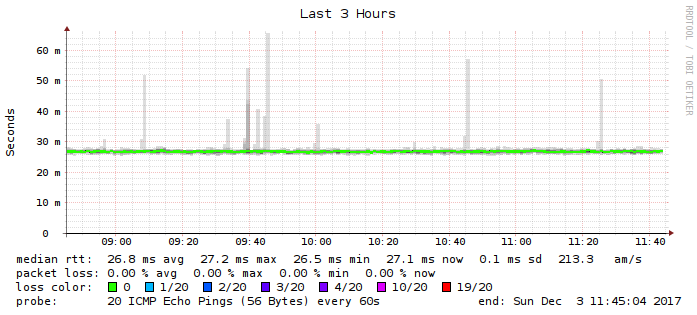 Last 3 Hours
RRDTOOL / TOBI OETIKER
Seconds
60 m
50 m
40 m
30 m
20 m
10 m
0
09:00 09:20 09:40 10:00 10:20 10:40 11:00 11:20 11:40
median rtt: 26.8 ms avg 27.2 ms max 26.5 ms min 27.1 ms now 0.1 ms sd 213.3 am/s
packet loss: 0.00 % avg 0.00 % max 0.00 % min 0.00 % now
loss color: 0 1/20 2/20 3/20 4/20 10/20 19/20
probe: 20 ICMP Echo Pings (56 Bytes) every 60s end: Sun Dec 3 11:45:04 2017